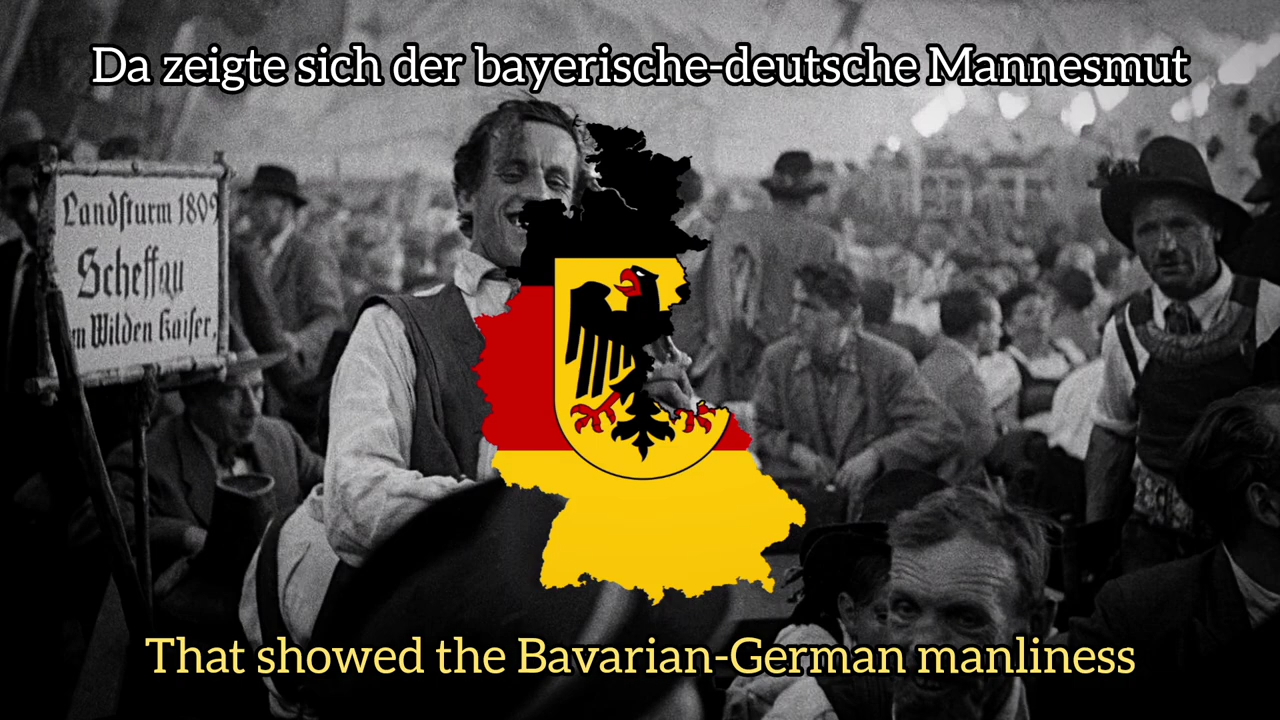 Da zeigte sich der bayerische-deutsche Mannesmut
Landsturm 1809
Scheffau
m Wilden Kaiser,
That showed the Bavarian-German manliness